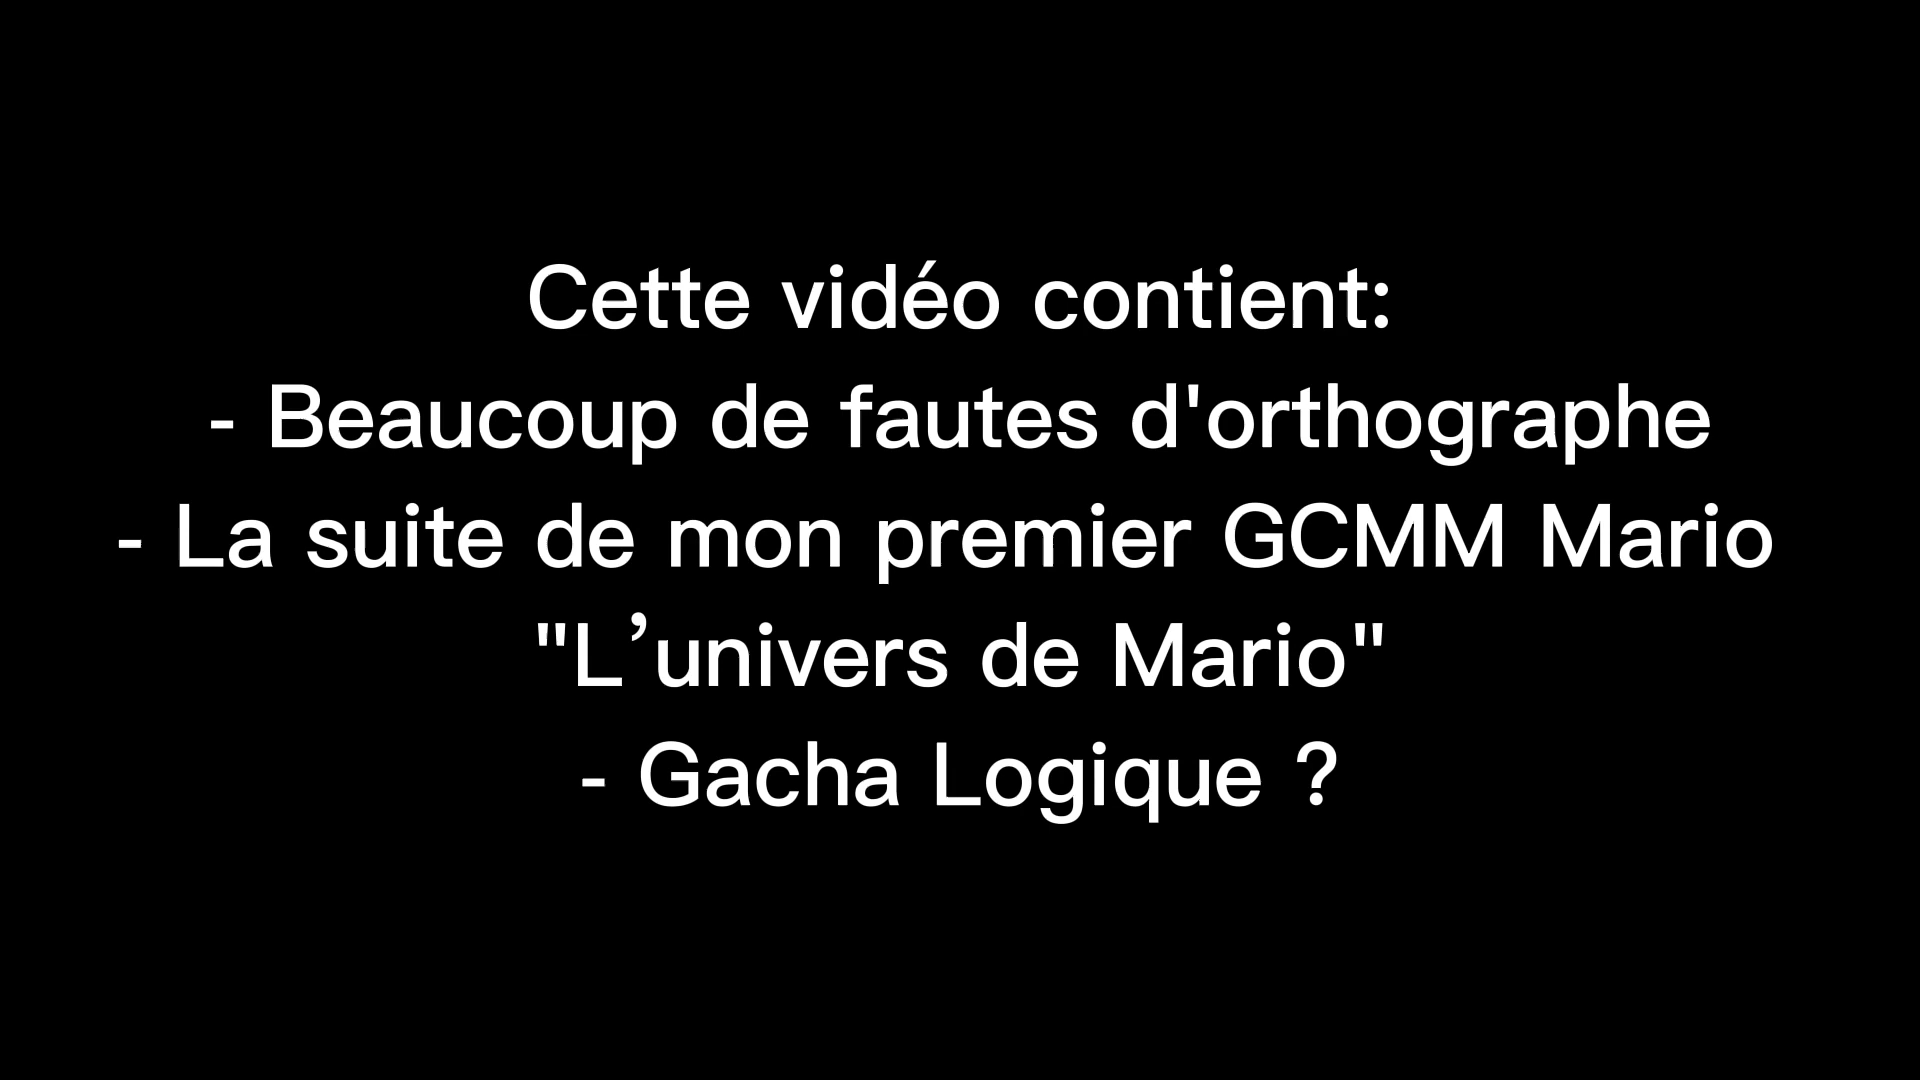 Cette vidéo contient:
- Beaucoup de fautes d'orthographe
- La suite de mon premier GCMM Mario
"L’univers de Mario"
- Gacha Logique ?